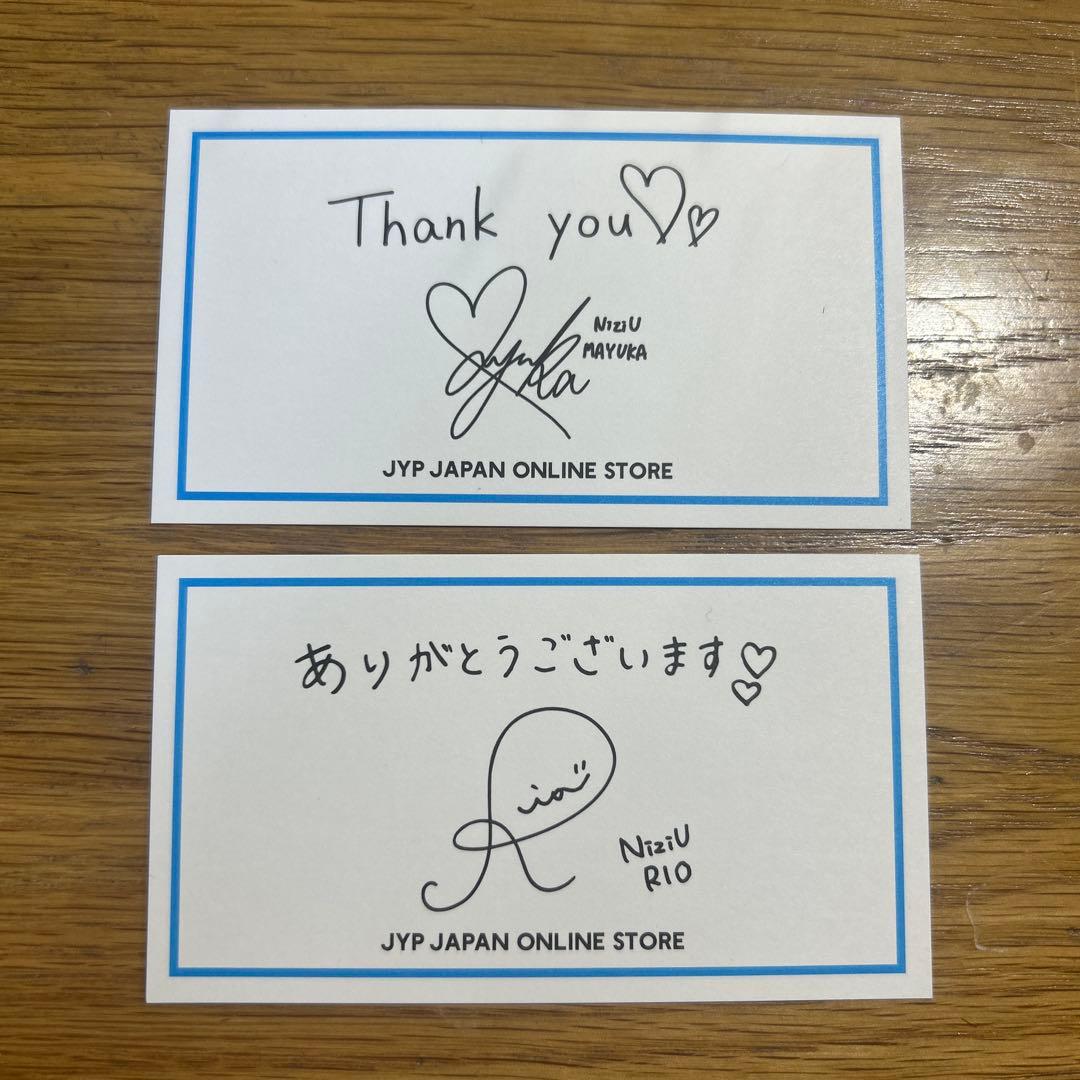 Thank you♡♡
Mayuka
NiziU
MAYUKA
JYP JAPAN ONLINE STORE
ありがとうございます♡♡
Rio
NiziU
RIO
JYP JAPAN ONLINE STORE